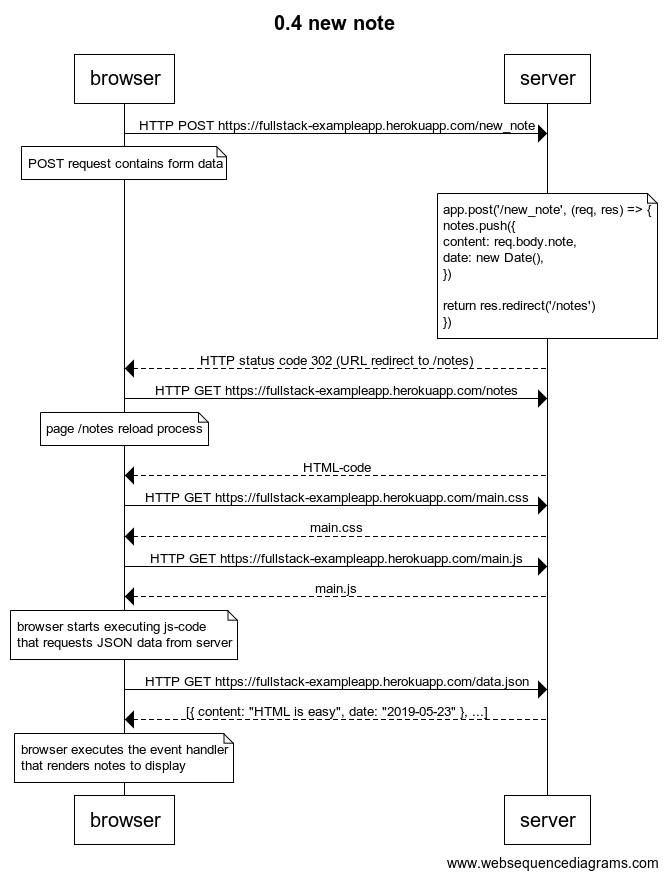 0.4 new note
browser
server
HTTP POST https://fullstack-exampleapp.herokuapp.com/new_note
POST request contains form data
app.post('/new_note', (req, res) => {
notes.push({
content: req.body.note,
date: new Date(),
})
return res.redirect('/notes')
})
HTTP status code 302 (URL redirect to /notes)
HTTP GET https://fullstack-exampleapp.herokuapp.com/notes
page /notes reload process
HTML-code
HTTP GET https://fullstack-exampleapp.herokuapp.com/main.css
main.css
HTTP GET https://fullstack-exampleapp.herokuapp.com/main.js
main.js
browser starts executing js-code
that requests JSON data from server
HTTP GET https://fullstack-exampleapp.herokuapp.com/data.json
[{ content: "HTML is easy", date: "2019-05-23" }, ...]
browser executes the event handler
that renders notes to display
browser
server
www.websequencediagrams.com